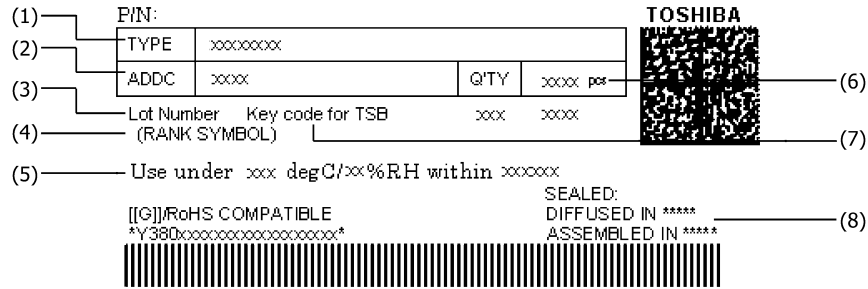 (1) P/N: TOSHIBA
TYPE xxxxxxxx
(2)
ADDC xxxx Q'TY xxxx pcs (6)
(3)
Lot Number Key code for TSB xxx xxxx
(4) (RANK SYMBOL) (7)
(5) Use under xxx degC/xx%RH within xxxxxx
SEALED:
[[G]]/RoHS COMPATIBLE DIFFUSED IN ***** (8)
*Y380xxxxxxxxxxxxxxxxxx* ASSEMBLED IN *****